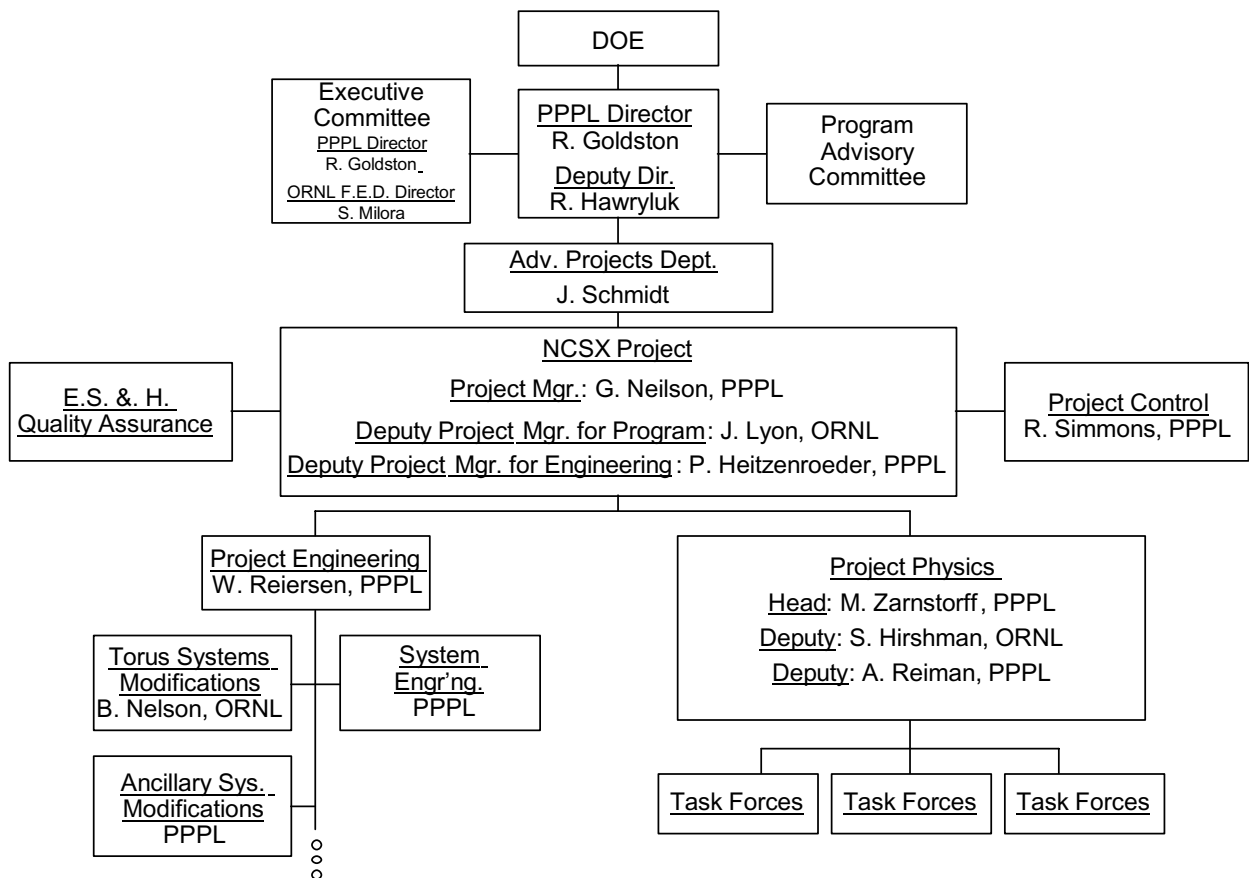 DOE
Executive
Committee
PPPL Director
R. Goldston
ORNL F.E.D. Director
S. Milora
PPPL Director
R. Goldston
Deputy Dir.
R. Hawryluk
Program
Advisory
Committee
Adv. Projects Dept.
J. Schmidt
E.S. &. H.
Quality Assurance
NCSX Project
Project Mgr.: G. Neilson, PPPL
Deputy Project Mgr. for Program: J. Lyon, ORNL
Deputy Project Mgr. for Engineering : P. Heitzenroeder, PPPL
Project Control
R. Simmons, PPPL
Project Engineering
W. Reiersen, PPPL
Torus Systems
Modifications
B. Nelson, ORNL
System
Engr'ng.
PPPL
Ancillary Sys.
Modifications
PPPL
Project Physics
Head: M. Zarnstorff, PPPL
Deputy: S. Hirshman, ORNL
Deputy: A. Reiman, PPPL
Task Forces
Task Forces
Task Forces